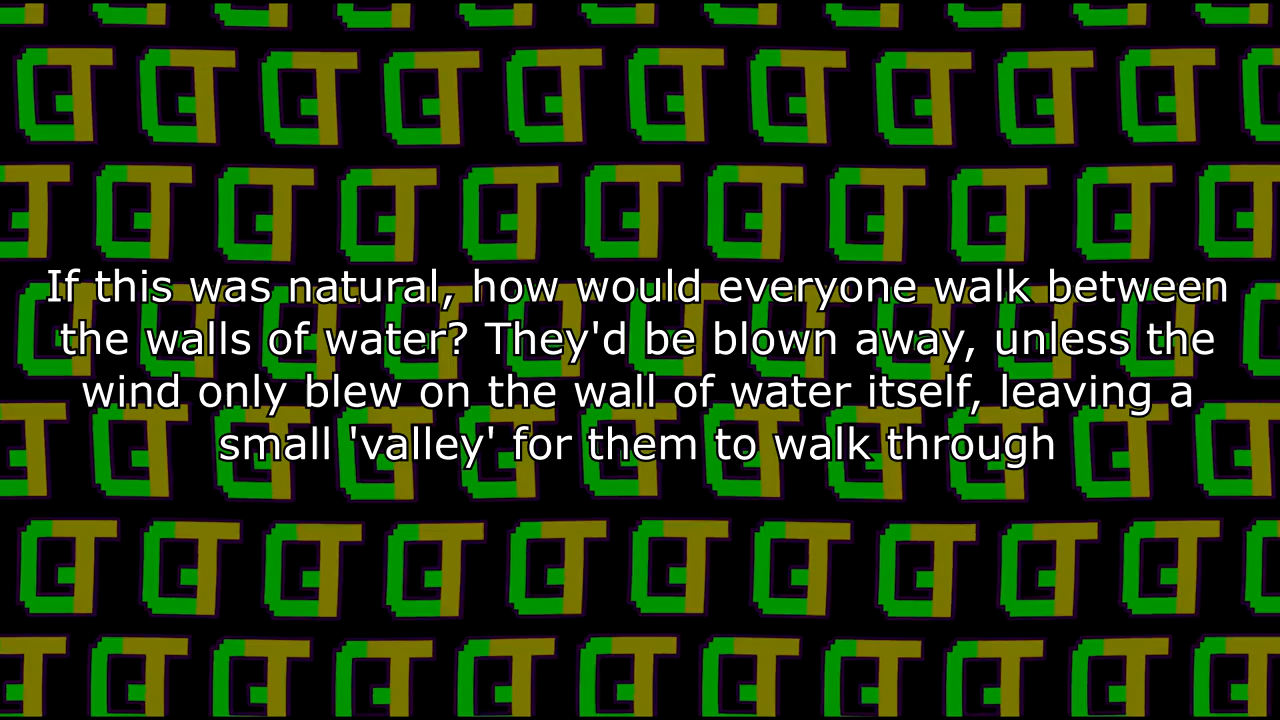 If this was natural, how would everyone walk between
the walls of water? They'd be blown away, unless the
wind only blew on the wall of water itself, leaving a
small 'valley' for them to walk through